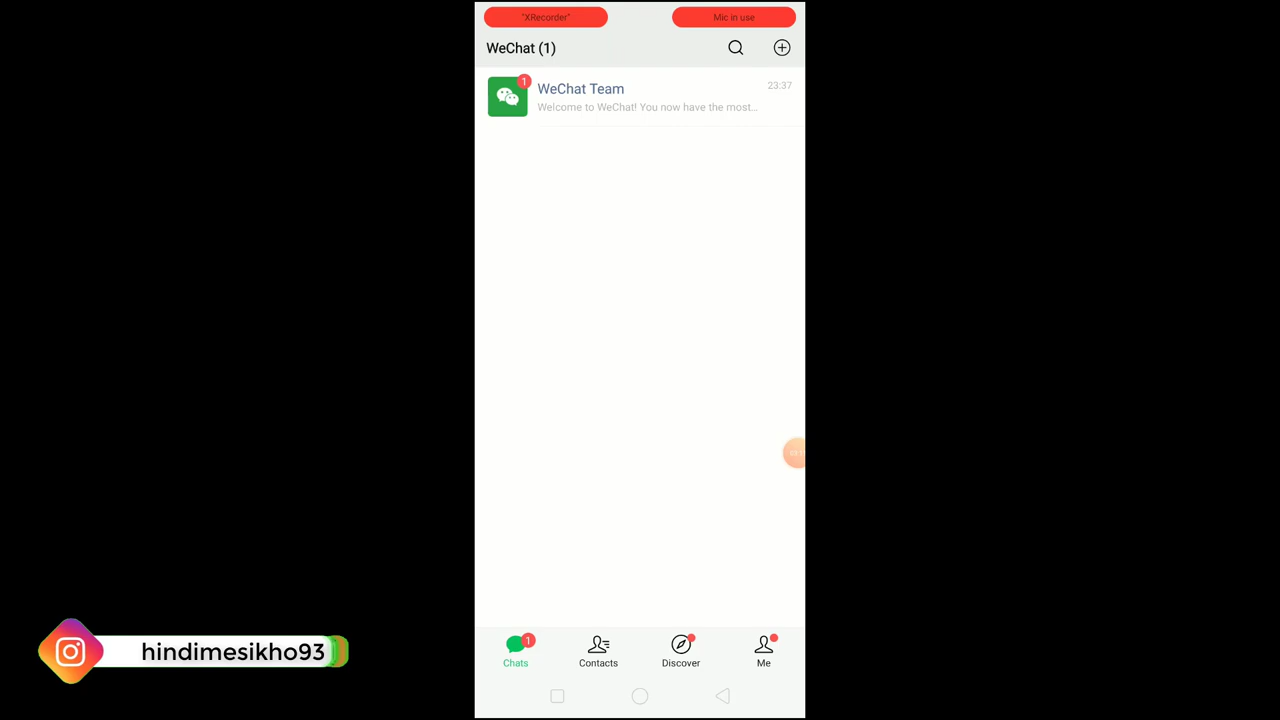 "XRecorder"
Mic in use
WeChat (1)
1
WeChat Team
23:37
Welcome to WeChat! You now have the most...
1
Chats
Contacts
Discover
Me
hindimesikho93